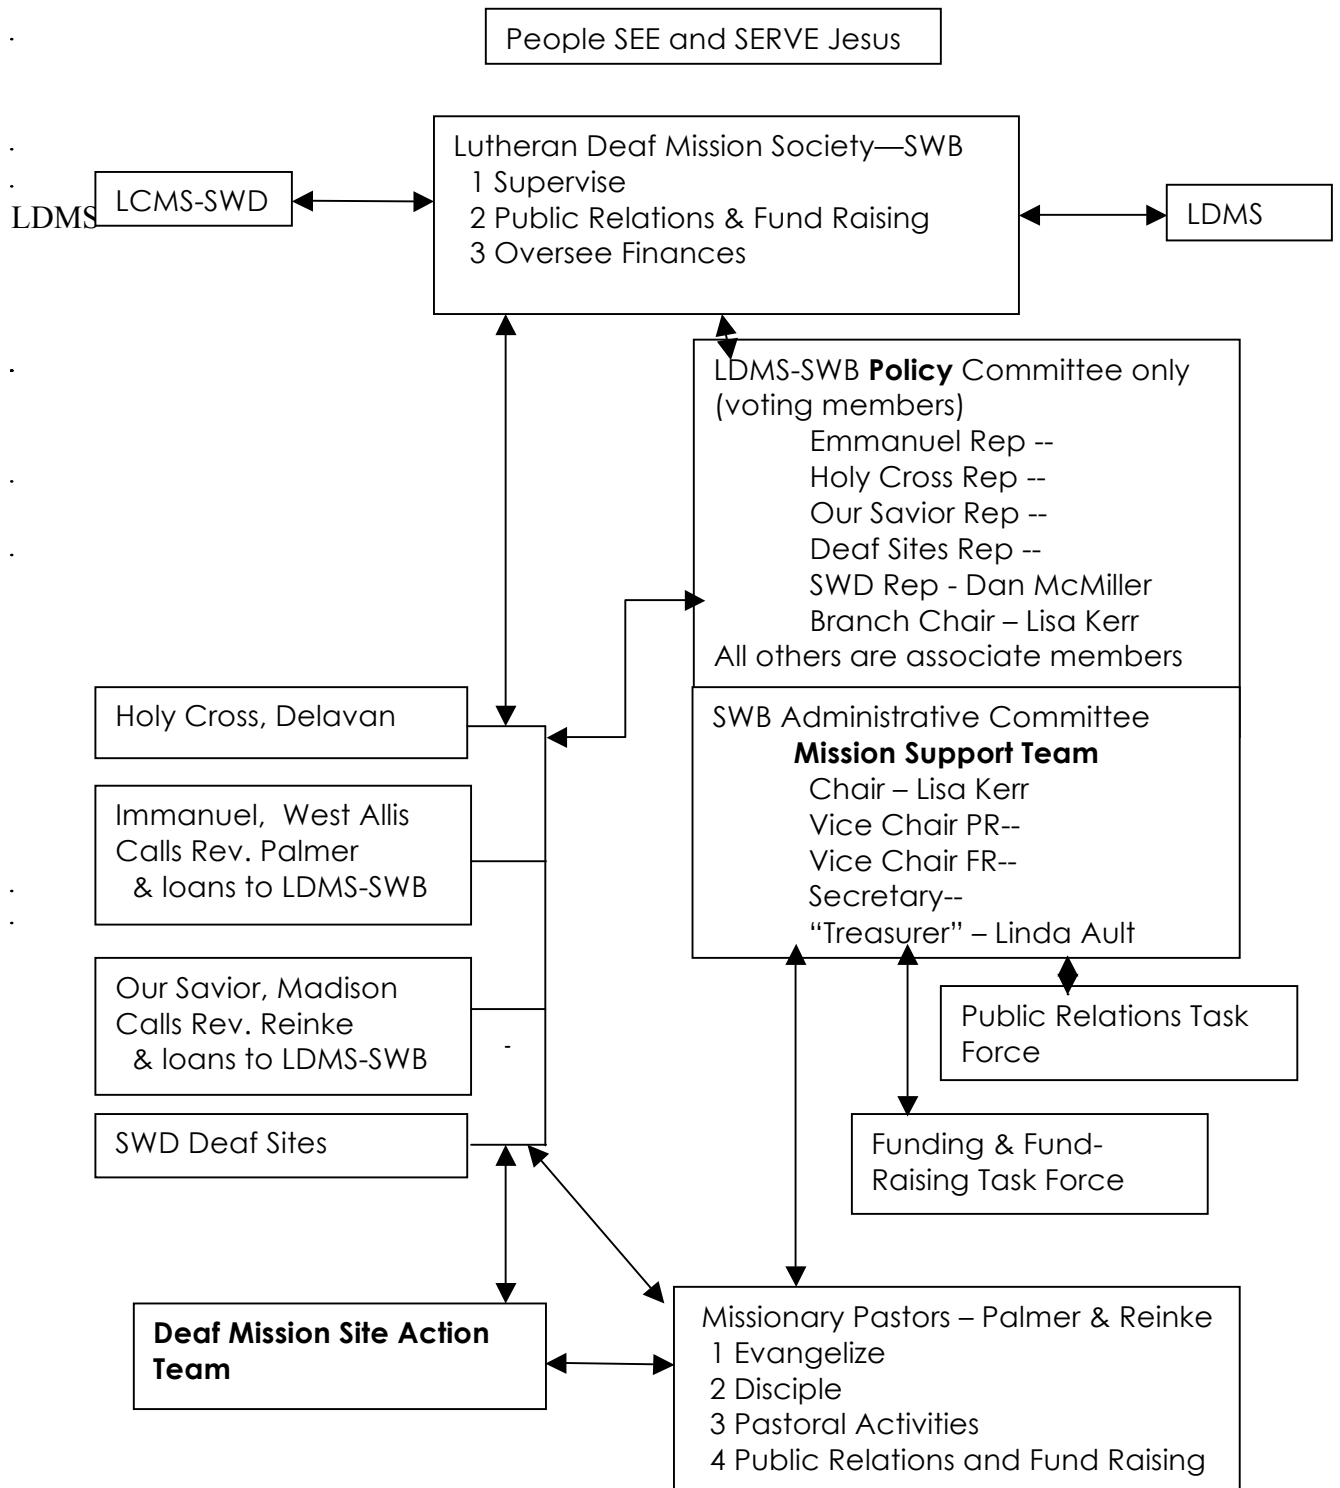 People SEE and SERVE Jesus
Lutheran Deaf Mission Society—SWB
1 Supervise
2 Public Relations & Fund Raising
3 Oversee Finances
LCMS-SWD
LDMS
LDMS
LDMS-SWB Policy Committee only
(voting members)
Emmanuel Rep --
Holy Cross Rep --
Our Savior Rep --
Deaf Sites Rep --
SWD Rep - Dan McMiller
Branch Chair – Lisa Kerr
All others are associate members
Holy Cross, Delavan
Immanuel,  West Allis
Calls Rev. Palmer
& loans to LDMS-SWB
Our Savior, Madison
Calls Rev. Reinke
& loans to LDMS-SWB
-
SWD Deaf Sites
SWB Administrative Committee
Mission Support Team
Chair – Lisa Kerr
Vice Chair PR--
Vice Chair FR--
Secretary--
“Treasurer” – Linda Ault
Public Relations Task
Force
Funding & Fund-
Raising Task Force
Deaf Mission Site Action
Team
Missionary Pastors – Palmer & Reinke
1 Evangelize
2 Disciple
3 Pastoral Activities
4 Public Relations and Fund Raising